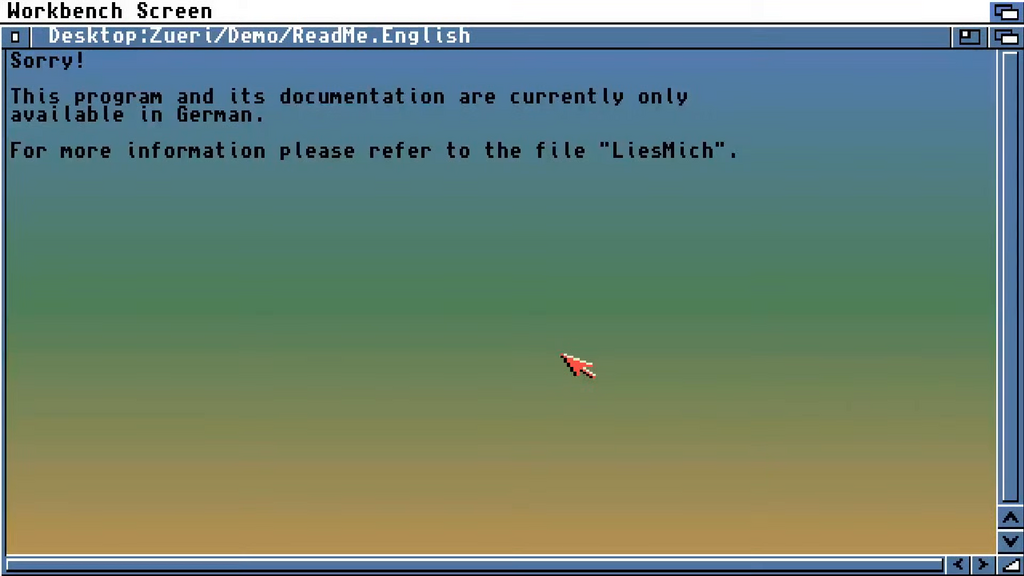 Workbench Screen
Desktop:Zueri/Demo/ReadMe.English
Sorry!
This program and its documentation are currently only
available in German.
For more information please refer to the file "LiesMich".